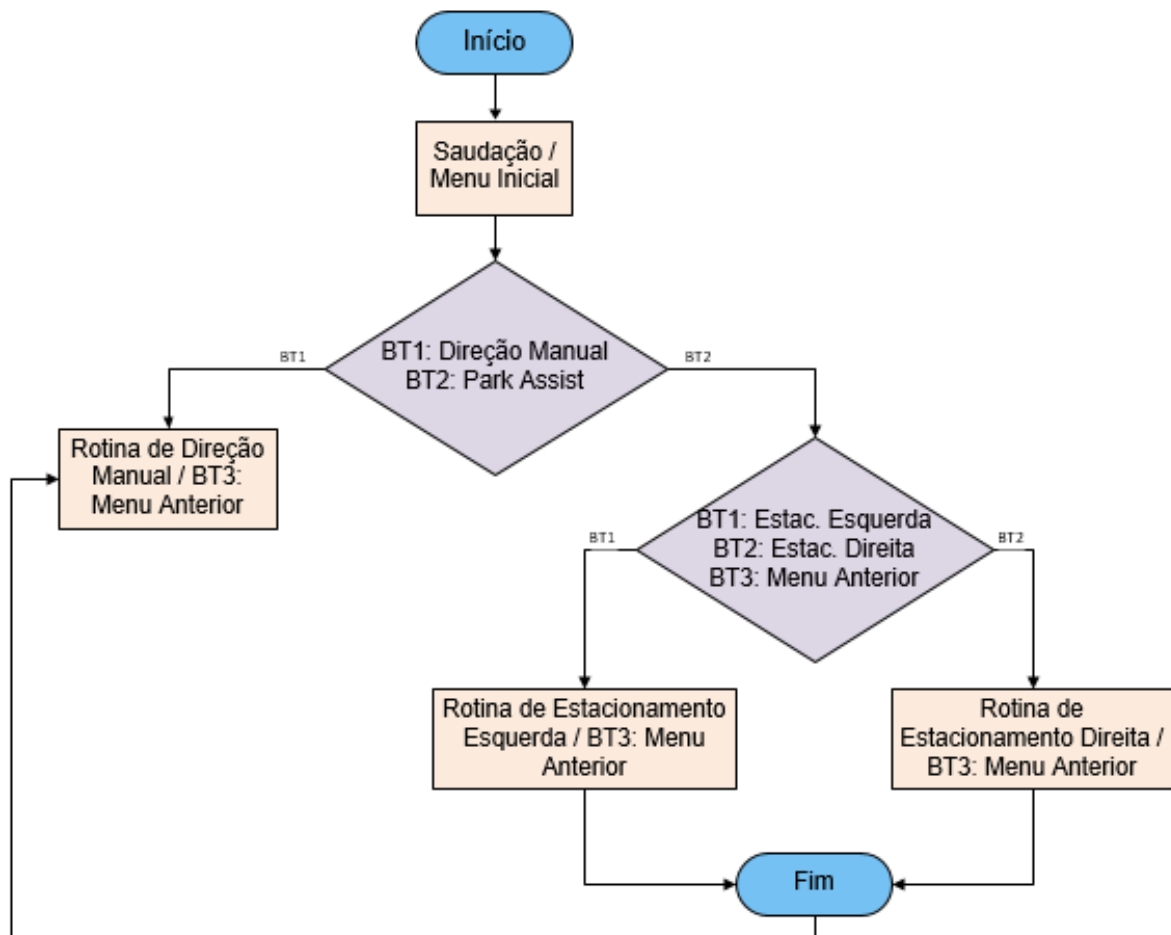 Início
Saudação /
Menu Inicial
BT1
BT1: Direção Manual
BT2: Park Assist
BT2
Rotina de Direção
Manual / BT3:
Menu Anterior
BT1
BT1: Estac. Esquerda
BT2: Estac. Direita
BT3: Menu Anterior
BT2
Rotina de Estacionamento
Esquerda / BT3: Menu
Anterior
Rotina de
Estacionamento Direita /
BT3: Menu Anterior
Fim